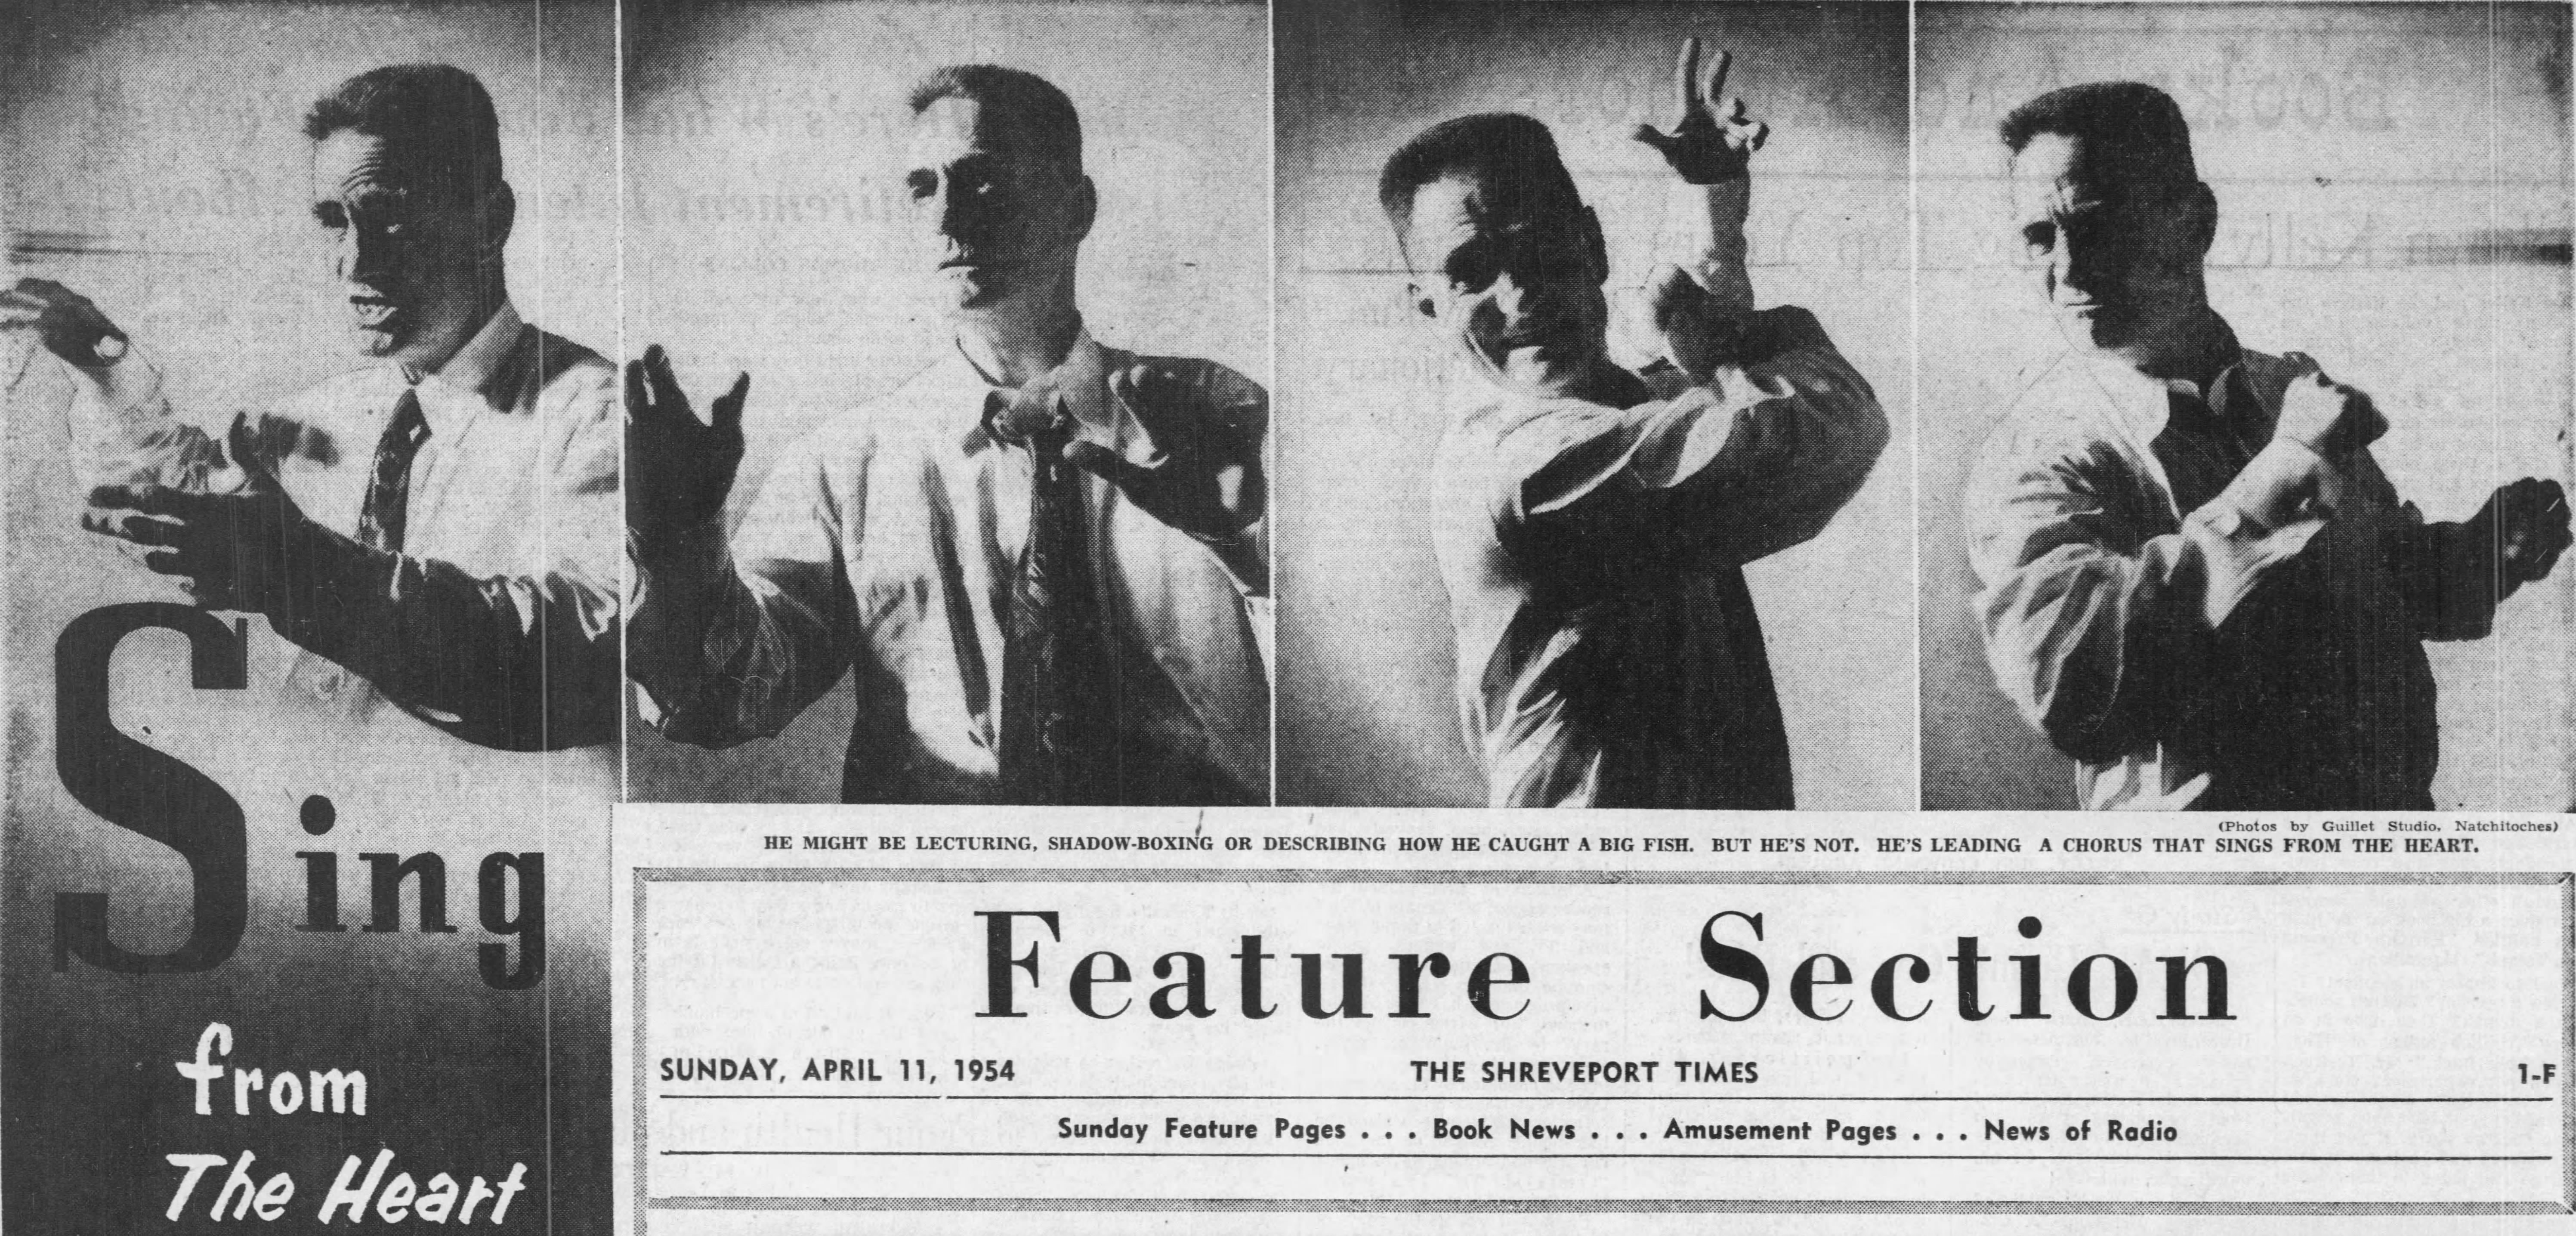 Sing
from
The Heart
(Photos by Guillet Studio, Natchitoches)
HE MIGHT BE LECTURING, SHADOW-BOXING OR DESCRIBING HOW HE CAUGHT A BIG FISH. BUT HE'S NOT. HE'S LEADING A CHORUS THAT SINGS FROM THE HEART.
Feature Section
SUNDAY, APRIL 11, 1954 THE SHREVEPORT TIMES 1-F
Sunday Feature Pages . . . Book News . . . Amusement Pages . . . News of Radio